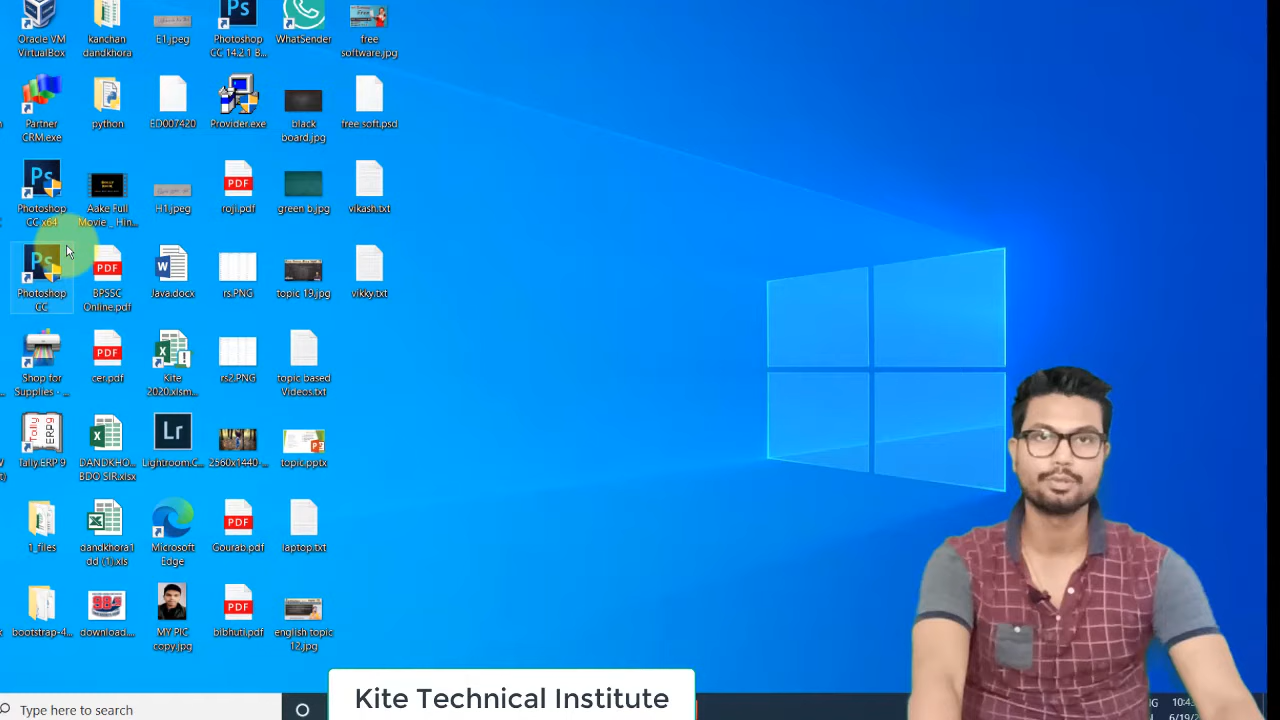 Oracle VM
VirtualBox
kanchan
dandkhora
E1.jpeg
Photoshop
CC 14.2.1 B...
WhatSender
free
software.jpg
Partner
CRM.exe
python
ED007420
Provider.exe
black
board.jpg
free.soft.psd
Photoshop
CC x64
Aake Full
Movie _ Hin...
H1.jpeg
roji.pdf
green b.jpg
vikash.txt
Photoshop
CC
BPSSC
Online.pdf
Java.docx
rs.PNG
topic 19.jpg
vikky.txt
Shop for
Supplies - ...
cer.pdf
Kite
2020.xlsm...
rs2.PNG
topic based
Videos.txt
Tally.ERP 9
DANDKHO...
BDO SIR.xlsx
Lightroom.C...
2560x1440-...
topic.pptx
1_files
dandkhora1
add (1).xls
Microsoft
Edge
Gourab.pdf
laptop.txt
bootstrap-4...
download....
MY PIC
copy.jpg
bibhuti.pdf
english topic
12.jpg
Type here to search
Kite Technical Institute